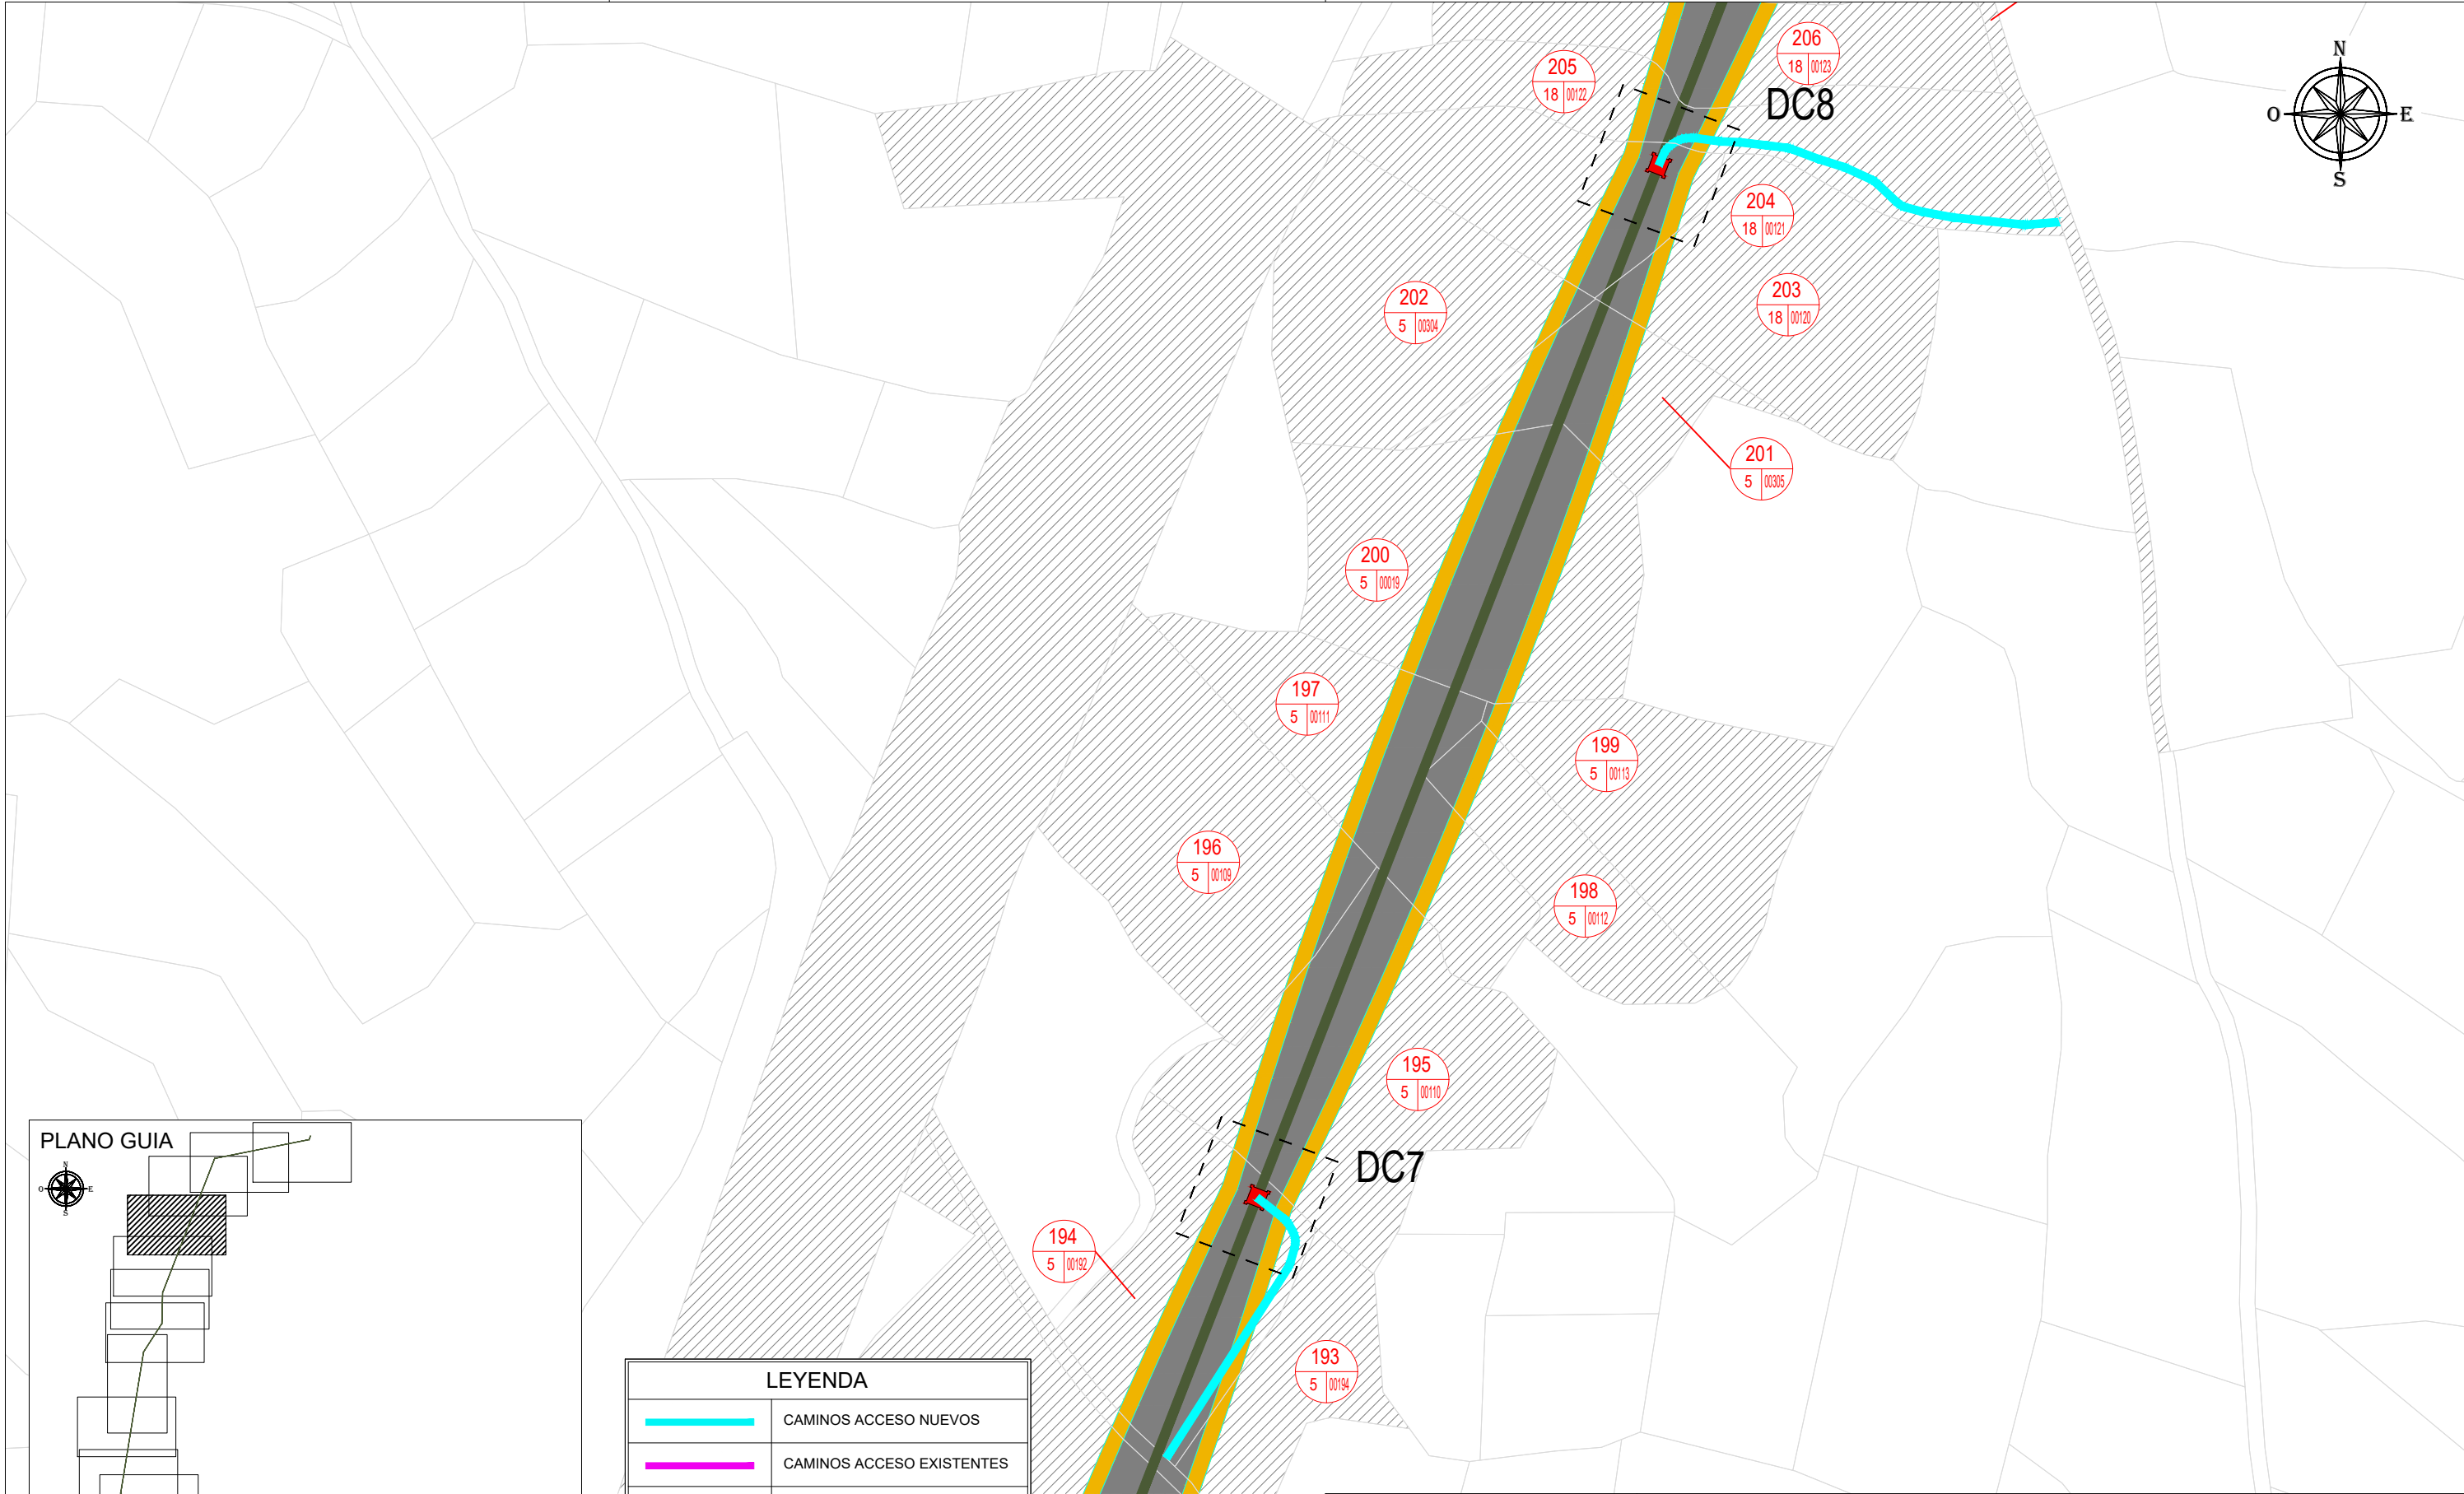 206
18 00123
205
18 00122
DC8
N
O E
S
204
18 00121
202
5 00304
203
18 00120
201
5 00305
200
5 00019
197
5 00111
199
5 00113
196
5 00109
198
5 00112
195
5 00110
DC7
194
5 00192
193
5 00194
PLANO GUIA
N
O E
S
LEYENDA
CAMINOS ACCESO NUEVOS
CAMINOS ACCESO EXISTENTES